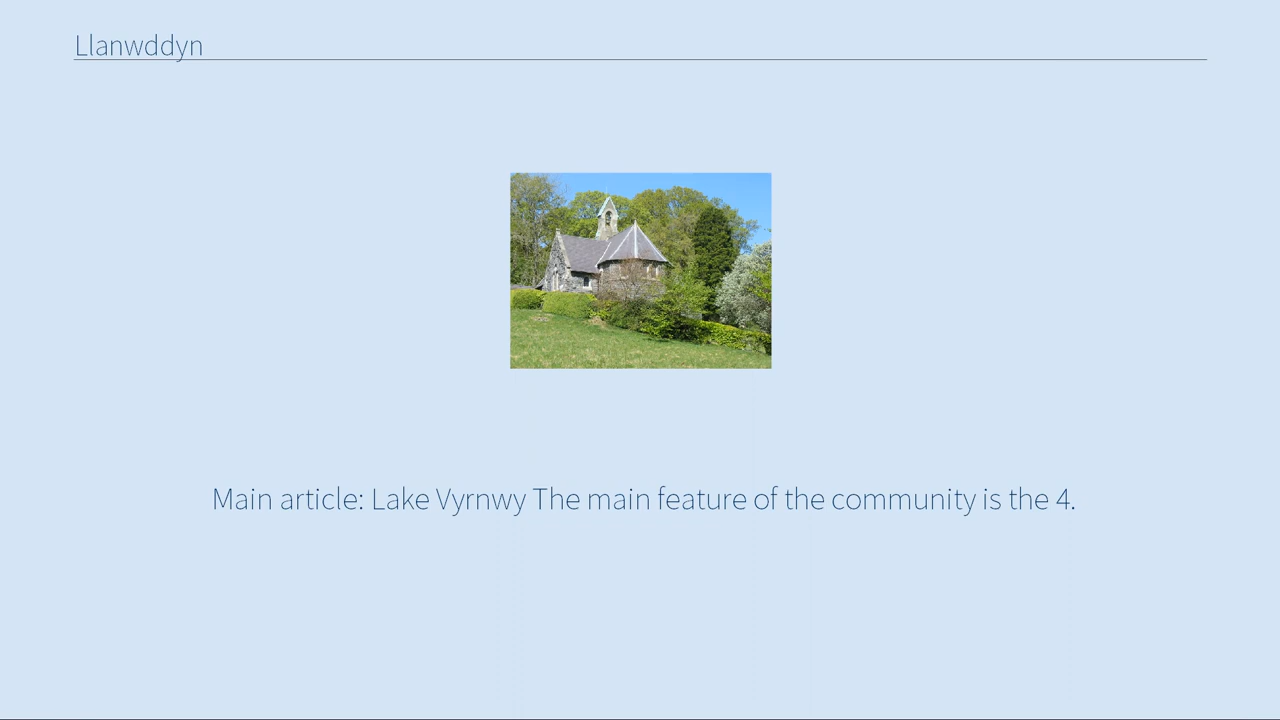 Llanwddyn
Main article: Lake Vyrnwy The main feature of the community is the 4.